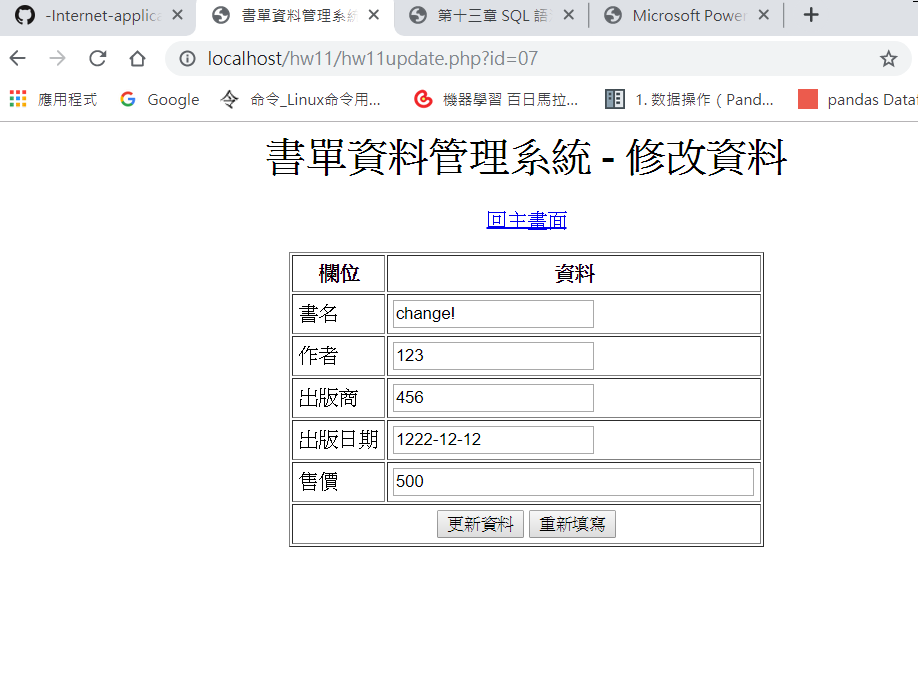 -Internet-applica
書單資料管理系統
第十三章 SQL 語
Microsoft Power
localhost/hw11/hw11update.php?id=07
應用程式 Google 命令_Linux命令用... 機器學習 百日馬拉... 1. 数据操作 ( Pand... pandas Dataf
書單資料管理系統 - 修改資料
回主畫面
欄位 資料
書名 change!
作者 123
出版商 456
出版日期 1222-12-12
售價 500
更新資料 重新填寫